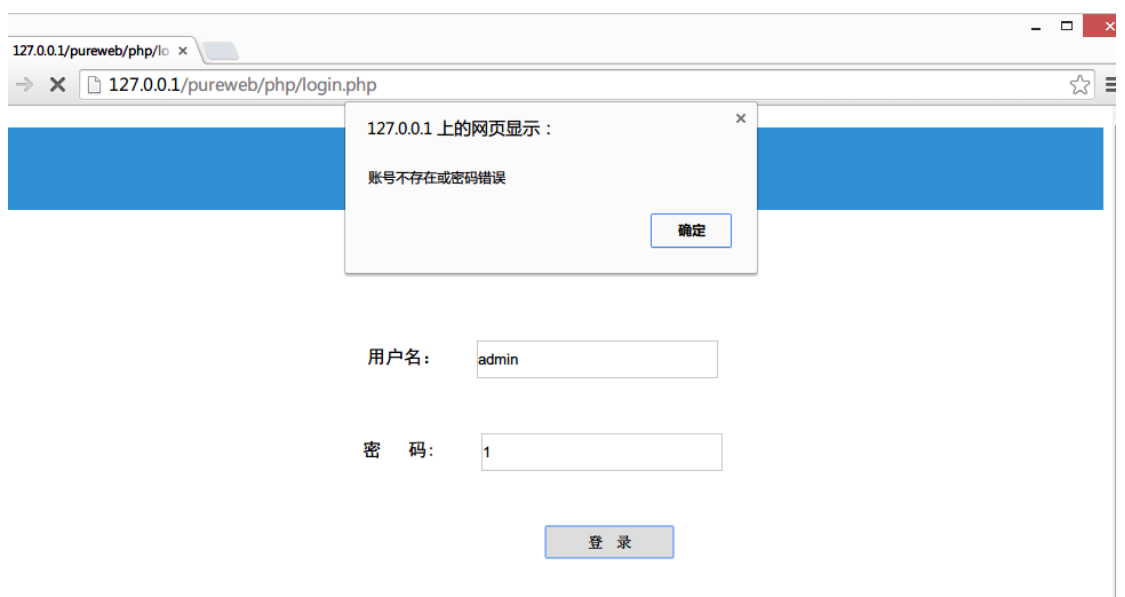 127.0.0.1/pureweb/php/lo
127.0.0.1/pureweb/php/login.php
127.0.0.1 上的网页显示：
账号不存在或密码错误
确定
用户名： admin
密 码： 1
登 录